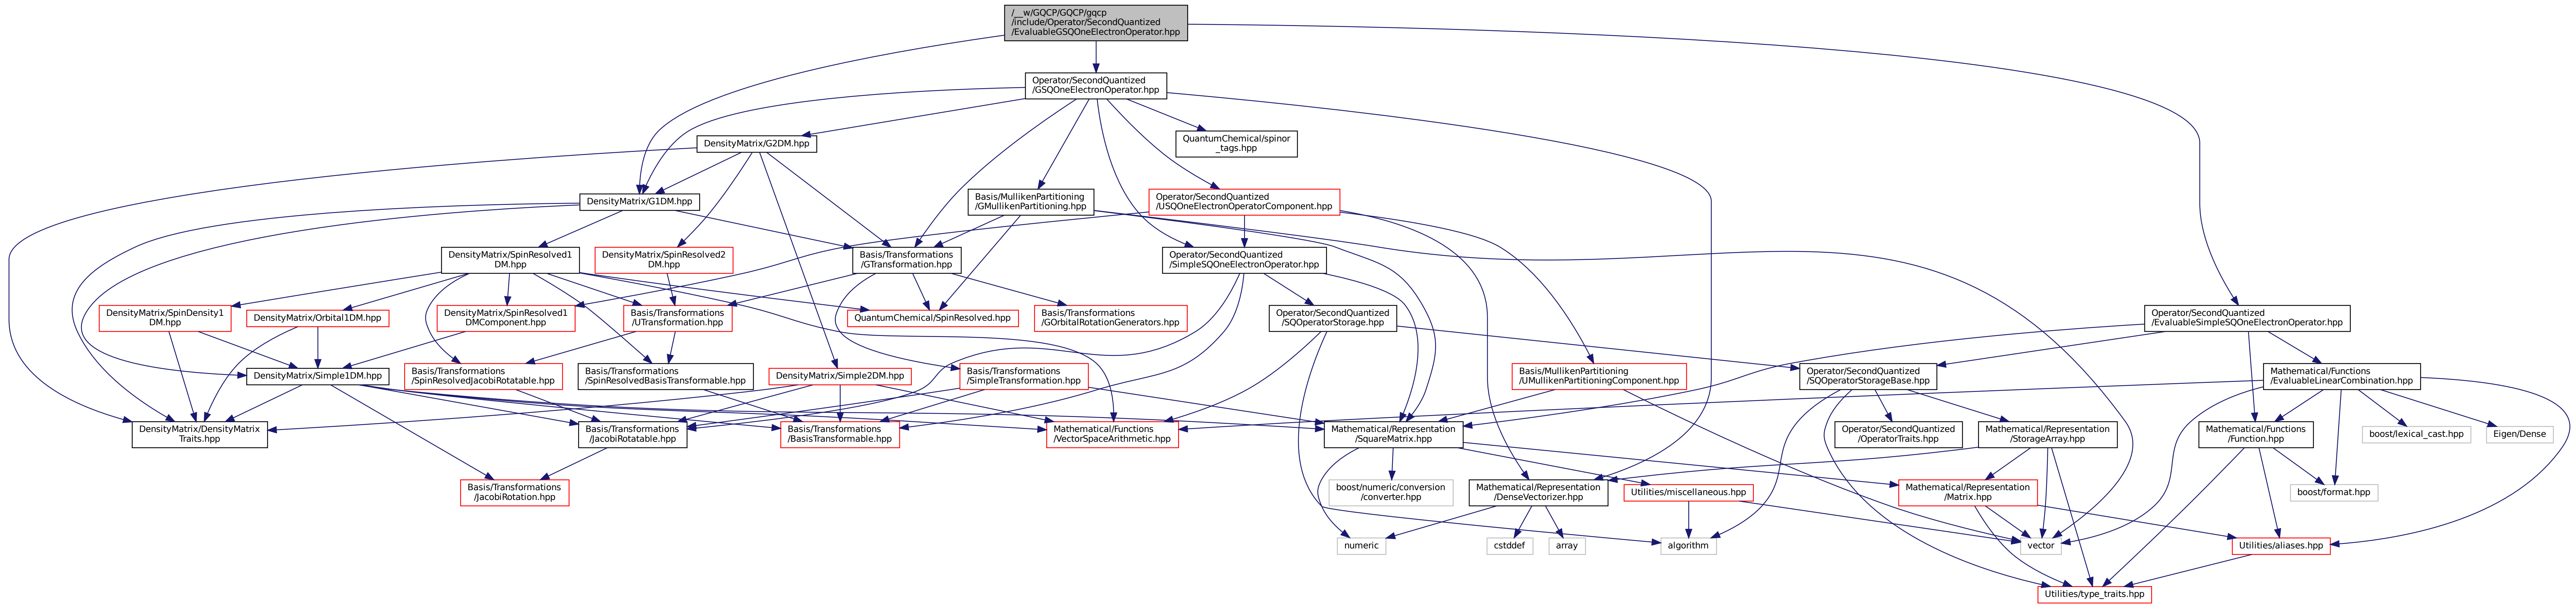 /__w/GQCP/GQCP/gqcp
/include/Operator/SecondQuantized
/EvaluableGSQOneElectronOperator.hpp
Operator/SecondQuantized
/GSQOneElectronOperator.hpp
DensityMatrix/G2DM.hpp
QuantumChemical/spinor
_tags.hpp
DensityMatrix/G1DM.hpp
Basis/MullikenPartitioning
/GMullikenPartitioning.hpp
Operator/SecondQuantized
/USQOneElectronOperatorComponent.hpp
DensityMatrix/SpinResolved1
DM.hpp
DensityMatrix/SpinResolved2
DM.hpp
Basis/Transformations
/GTransformation.hpp
Operator/SecondQuantized
/SimpleSQOneElectronOperator.hpp
DensityMatrix/SpinDensity1
DM.hpp
DensityMatrix/Orbital1DM.hpp
DensityMatrix/SpinResolved1
DMComponent.hpp
Basis/Transformations
/UTransformation.hpp
QuantumChemical/SpinResolved.hpp
Basis/Transformations
/GOrbitalRotationGenerators.hpp
Operator/SecondQuantized
/SQOperatorStorage.hpp
Operator/SecondQuantized
/EvaluableSimpleSQOneElectronOperator.hpp
DensityMatrix/Simple1DM.hpp
Basis/Transformations
/SpinResolvedJacobiRotatable.hpp
Basis/Transformations
/SpinResolvedBasisTransformable.hpp
DensityMatrix/Simple2DM.hpp
Basis/Transformations
/SimpleTransformation.hpp
Basis/MullikenPartitioning
/UMullikenPartitioningComponent.hpp
Operator/SecondQuantized
/SQOperatorStorageBase.hpp
Mathematical/Functions
/EvaluableLinearCombination.hpp
DensityMatrix/DensityMatrix
Traits.hpp
Basis/Transformations
/JacobiRotatable.hpp
Basis/Transformations
/BasisTransformable.hpp
Mathematical/Functions
/VectorSpaceArithmetic.hpp
Mathematical/Representation
/SquareMatrix.hpp
Operator/SecondQuantized
/OperatorTraits.hpp
Mathematical/Representation
/StorageArray.hpp
Mathematical/Functions
/Function.hpp
boost/lexical_cast.hpp
Eigen/Dense
Basis/Transformations
/JacobiRotation.hpp
boost/numeric/conversion
/converter.hpp
Mathematical/Representation
/DenseVectorizer.hpp
Utilities/miscellaneous.hpp
Mathematical/Representation
/Matrix.hpp
boost/format.hpp
numeric
cstddef
array
algorithm
vector
Utilities/aliases.hpp
Utilities/type_traits.hpp